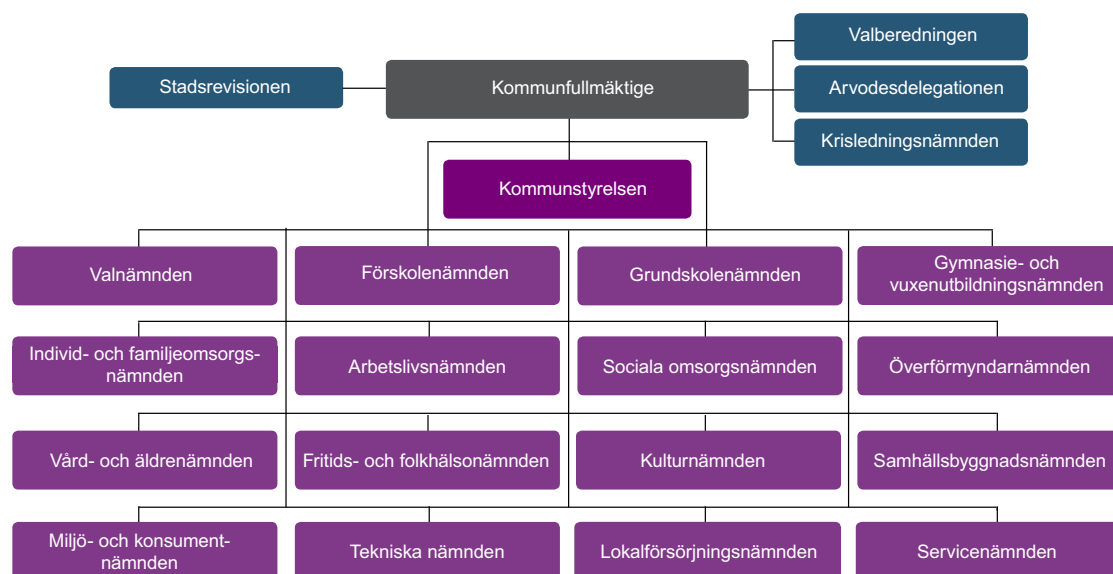 Valberedningen
Stadsrevisionen
Kommunfullmäktige
Arvodesdelegationen
Krisledningsnämnden
Kommunstyrelsen
Valnämnden
Förskolenämnden
Grundskolenämnden
Gymnasie- och
vuxenutbildningsnämnden
Individ- och familjeomsorgs-
nämnden
Arbetslivsnämnden
Sociala omsorgsnämnden
Överförmyndarnämnden
Vård- och äldrenämnden
Fritids- och folkhälsonämnden
Kulturnämnden
Samhällsbyggnadsnämnden
Miljö- och konsument-
nämnden
Tekniska nämnden
Lokalförsörjningsnämnden
Servicenämnden